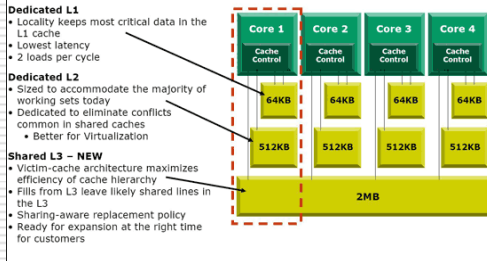 Dedicated L1
• Locality keeps most critical data in the
L1 cache
• Lowest latency
• 2 loads per cycle
Dedicated L2
• Sized to accommodate the majority of
working sets today
• Dedicated to eliminate conflicts
common in shared caches
• Better for Virtualization
Shared L3 – NEW
• Victim-cache architecture maximizes
efficiency of cache hierarchy
• Fills from L3 leave likely shared lines in
the L3
• Sharing-aware replacement policy
• Ready for expansion at the right time
for customers
Core 1
Core 2
Core 3
Core 4
Cache
Control
Cache
Control
Cache
Control
Cache
Control
64KB
64KB
64KB
64KB
512KB
512KB
512KB
512KB
2MB